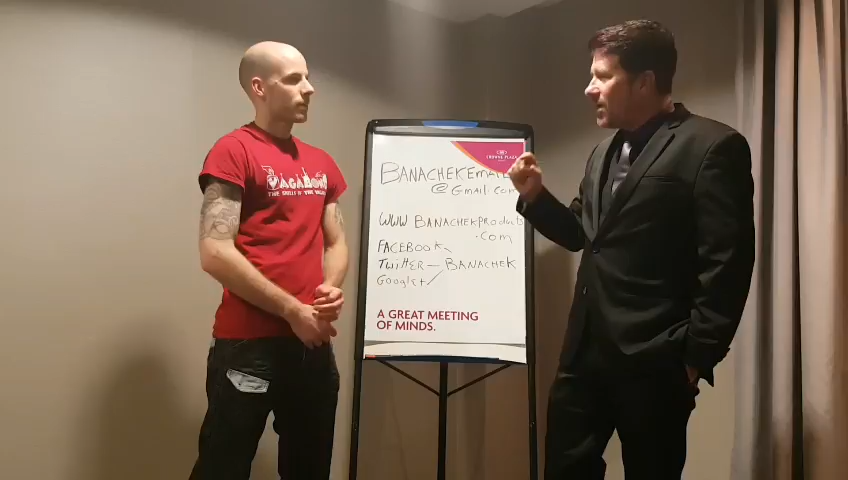 CROWNE PLAZA
BANACHEKEMAIL
@Gmail.com
WWW BANACHEKPRODUCTS
.COM
FACEBOOK
TWITTER — BANACHEK
Google+
A GREAT MEETING
OF MINDS.
VAGABOND